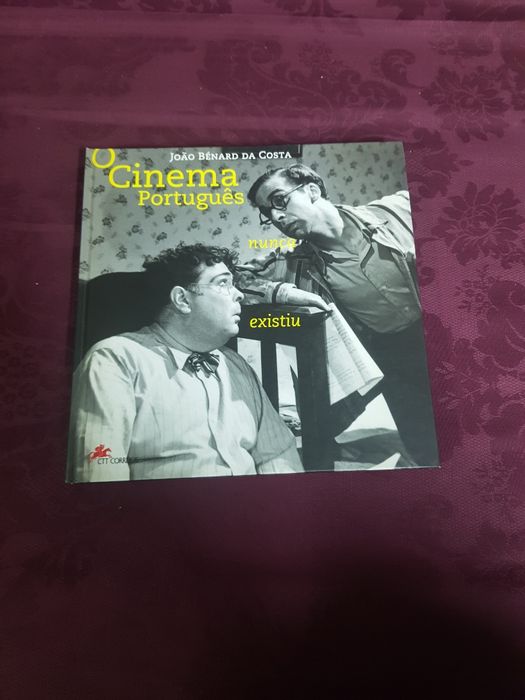 João Bénard da Costa
O Cinema
Português
nunca
existiu
CTT CORREIOS